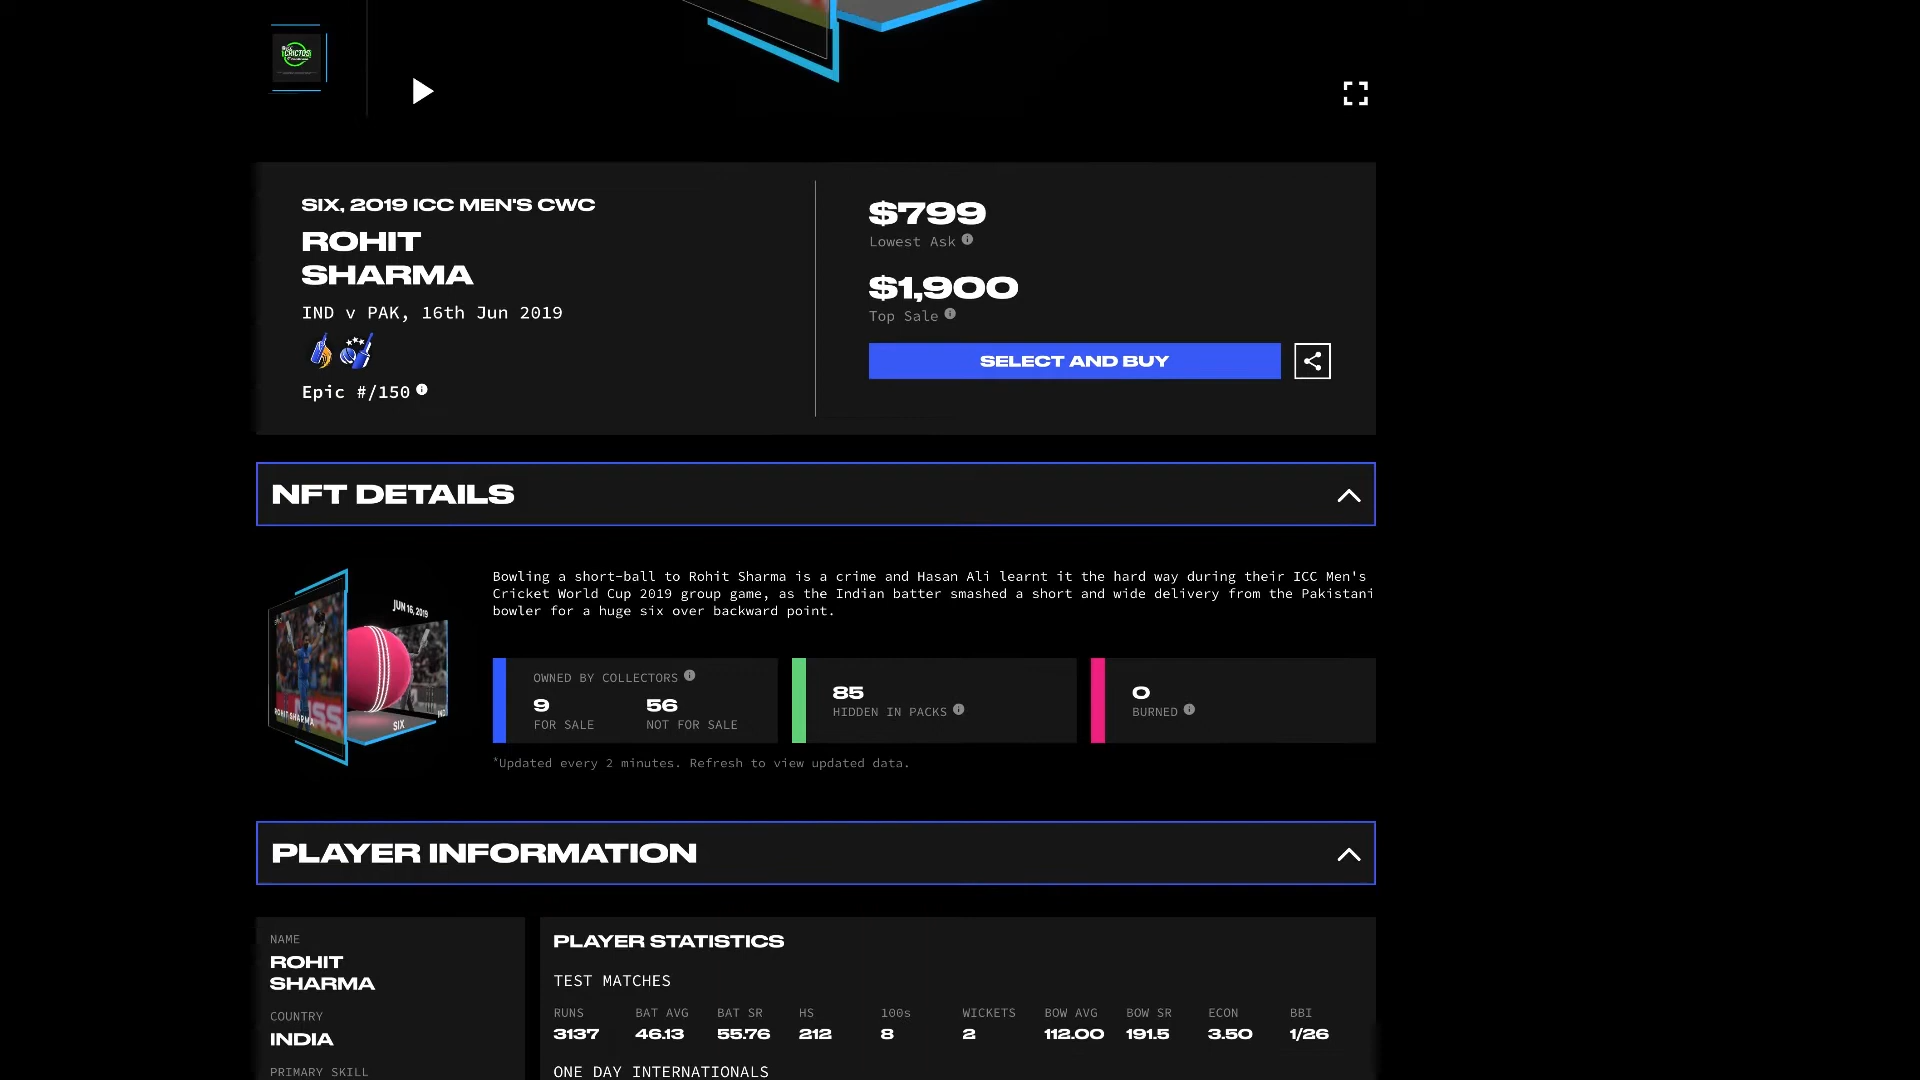 CRICTOS
SIX, 2019 ICC MEN'S CWC
ROHIT
SHARMA
IND v PAK, 16th Jun 2019
Epic #/150
$799
Lowest Ask
$1,900
Top Sale
SELECT AND BUY
NFT DETAILS
JUN 16, 2019
ROHIT SHARMA
SIX
IND
Bowling a short-ball to Rohit Sharma is a crime and Hasan Ali learnt it the hard way during their ICC Men's
Cricket World Cup 2019 group game, as the Indian batter smashed a short and wide delivery from the Pakistani
bowler for a huge six over backward point.
OWNED BY COLLECTORS
9 56
FOR SALE NOT FOR SALE
85
HIDDEN IN PACKS
0
BURNED
*Updated every 2 minutes. Refresh to view updated data.
PLAYER INFORMATION
NAME
ROHIT
SHARMA
COUNTRY
INDIA
PRIMARY SKILL
PLAYER STATISTICS
TEST MATCHES
RUNS BAT AVG BAT SR HS 100s WICKETS BOW AVG BOW SR ECON BBI
3137 46.13 55.76 212 8 2 112.00 191.5 3.50 1/26
ONE DAY INTERNATIONALS